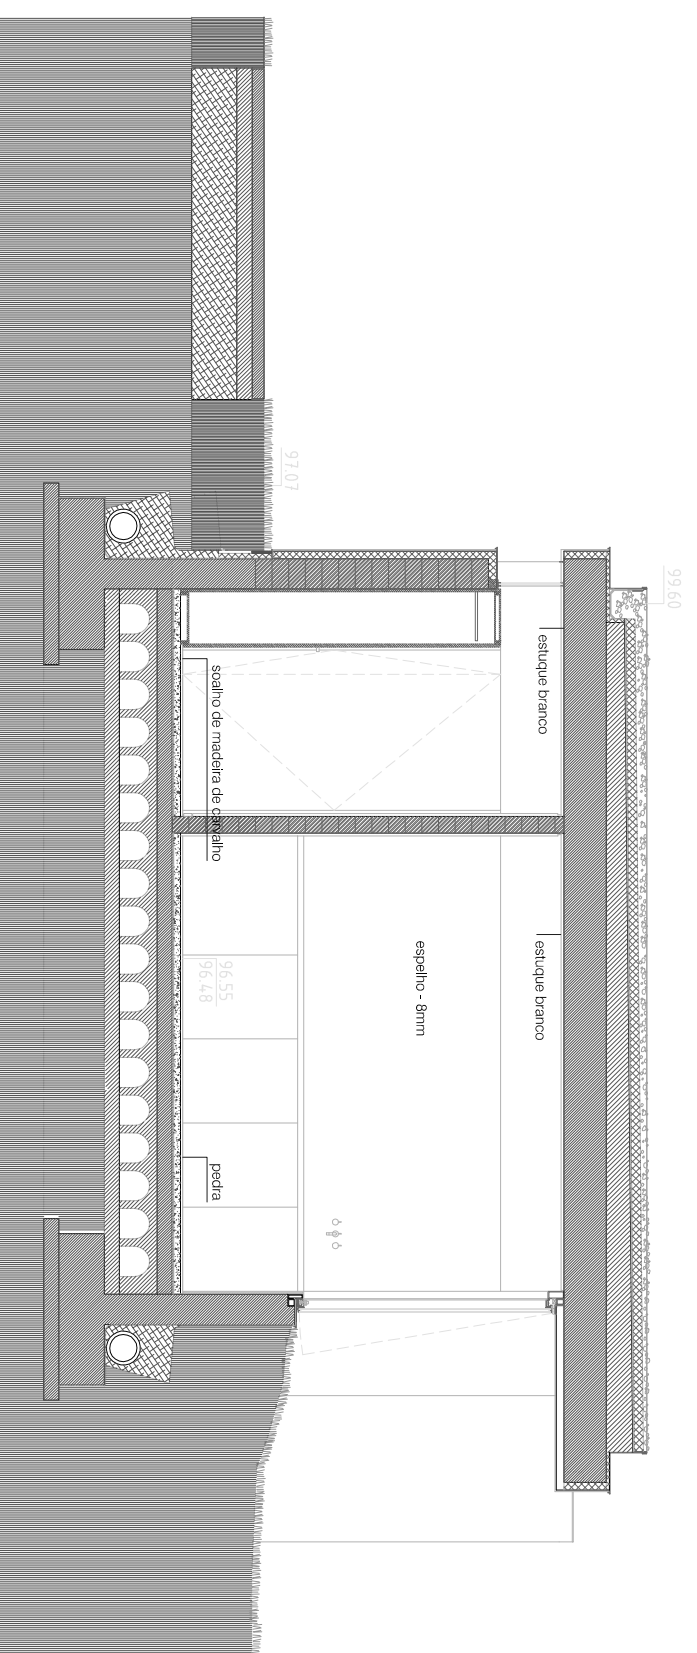 99.60
97.07
estuque branco
estuque branco
espelho - 8mm
soalho de madeira de carvalho
96.55
96.48
pedra